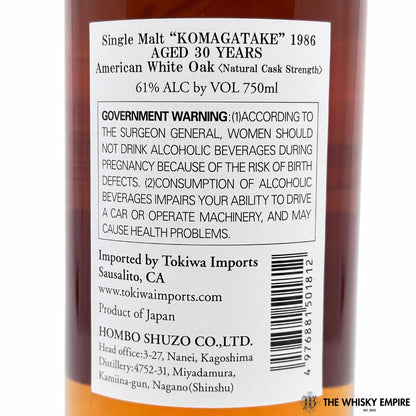 Single Malt “KOMAGATAKE” 1986
AGED 30 YEARS
American White Oak <Natural Cask Strength>
61% ALC by VOL 750ml
GOVERNMENT WARNING:(1)ACCORDING TO
THE SURGEON GENERAL, WOMEN SHOULD
NOT DRINK ALCOHOLIC BEVERAGES DURING
PREGNANCY BECAUSE OF THE RISK OF BIRTH
DEFECTS. (2)CONSUMPTION OF ALCOHOLIC
BEVERAGES IMPAIRS YOUR ABILITY TO DRIVE
A CAR OR OPERATE MACHINERY, AND MAY
CAUSE HEALTH PROBLEMS.
Imported by Tokiwa Imports
Sausalito, CA
www.tokiwaimports.com
Product of Japan
HOMBO SHUZO CO.,LTD.
Head office:3-27, Nanei, Kagoshima
Distillery:4752-31, Miyadamura,
Kamiina-gun, Nagano(Shinshu)
4 976881 501812
THE WHISKY EMPIRE